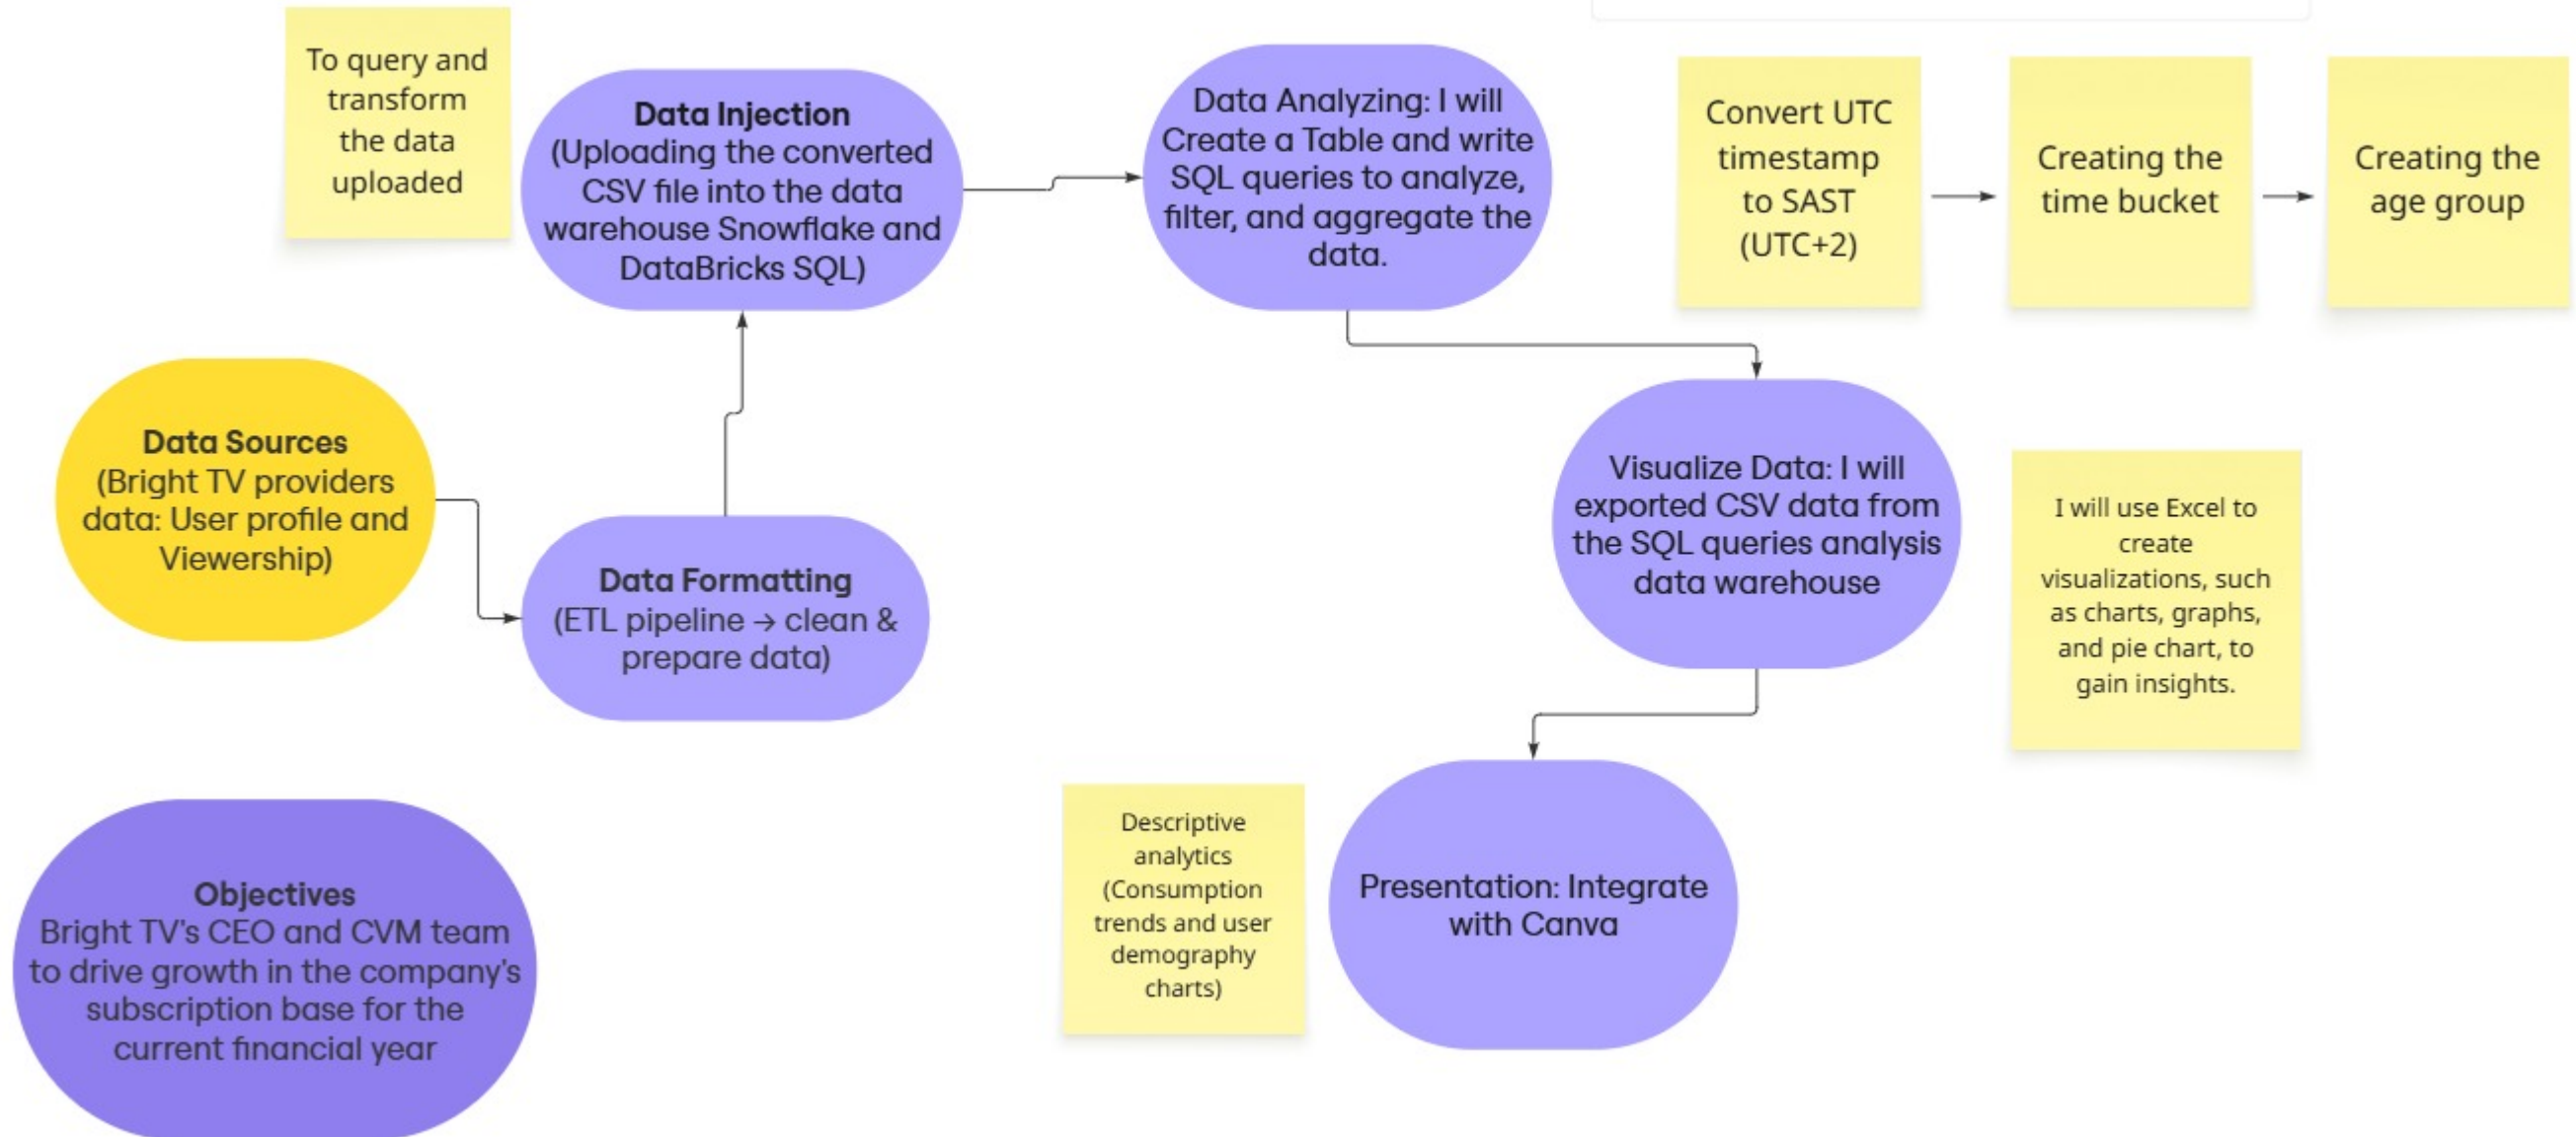 To query and
transform
the data
uploaded
Data Injection
(Uploading the converted
CSV file into the data
warehouse Snowflake and
DataBricks SQL)
Data Analyzing: I will
Create a Table and write
SQL queries to analyze,
filter, and aggregate the
data.
Convert UTC
timestamp
to SAST
(UTC+2)
Creating the
time bucket
Creating the
age group
Data Sources
(Bright TV providers
data: User profile and
Viewership)
Data Formatting
(ETL pipeline → clean &
prepare data)
Visualize Data: I will
exported CSV data from
the SQL queries analysis
data warehouse
I will use Excel to
create
visualizations, such
as charts, graphs,
and pie chart, to
gain insights.
Objectives
Bright TV's CEO and CVM team
to drive growth in the company's
subscription base for the
current financial year
Descriptive
analytics
(Consumption
trends and user
demography
charts)
Presentation: Integrate
with Canva